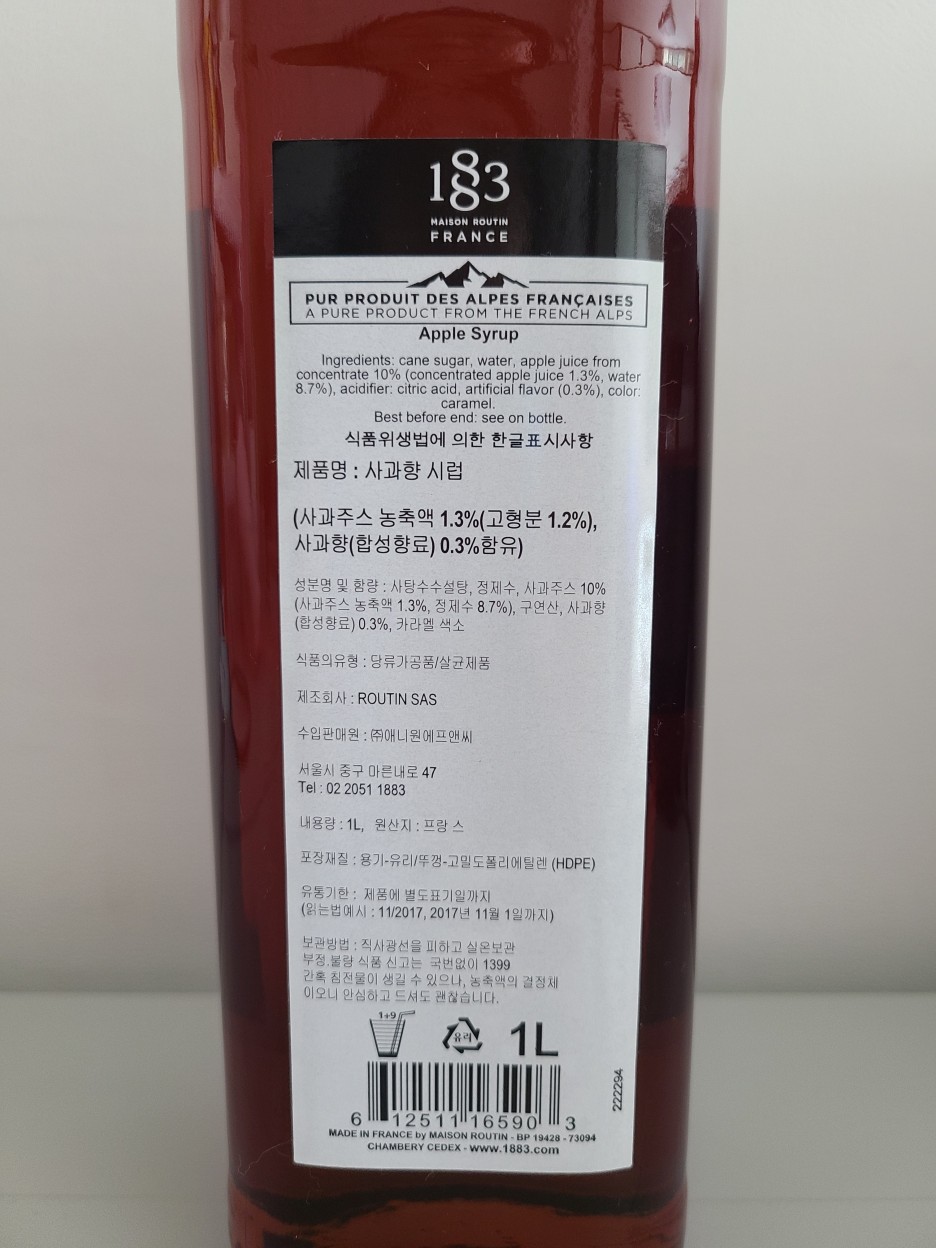 1883
MAISON ROUTIN
FRANCE
PUR PRODUIT DES ALPES FRANÇAISES
A PURE PRODUCT FROM THE FRENCH ALPS
Apple Syrup
Ingredients: cane sugar, water, apple juice from
concentrate 10% (concentrated apple juice 1.3%, water
8.7%), acidifier: citric acid, artificial flavor (0.3%), color:
caramel.
Best before end: see on bottle.
식품위생법에 의한 한글표시사항
제품명 : 사과향 시럽
(사과주스 농축액 1.3%(고형분 1.2%),
사과향(합성향료) 0.3%함유)
성분명 및 함량 : 사탕수수설탕, 정제수, 사과주스 10%
(사과주스 농축액 1.3%, 정제수 8.7%), 구연산, 사과향
(합성향료) 0.3%, 카라멜 색소
식품의유형 : 당류가공품/살균제품
제조회사 : ROUTIN SAS
수입판매원 : ㈜애니원에프앤씨
서울시 중구 마른내로 47
Tel : 02 2051 1883
내용량 : 1L, 원산지 : 프랑 스
포장재질 : 용기-유리/뚜껑-고밀도폴리에틸렌 (HDPE)
유통기한 : 제품에 별도표기일까지
(읽는법예시 : 11/2017, 2017년 11월 1일까지)
보관방법 : 직사광선을 피하고 실온보관
부정.불량 식품 신고는 국번없이 1399
간혹 침전물이 생길 수 있으나, 농축액의 결정체
이오니 안심하고 드셔도 괜찮습니다.
1+9 유리 1L
222294
6 12511 16590 3
MADE IN FRANCE by MAISON ROUTIN - BP 19428 - 73094
CHAMBERY CEDEX - www.1883.com